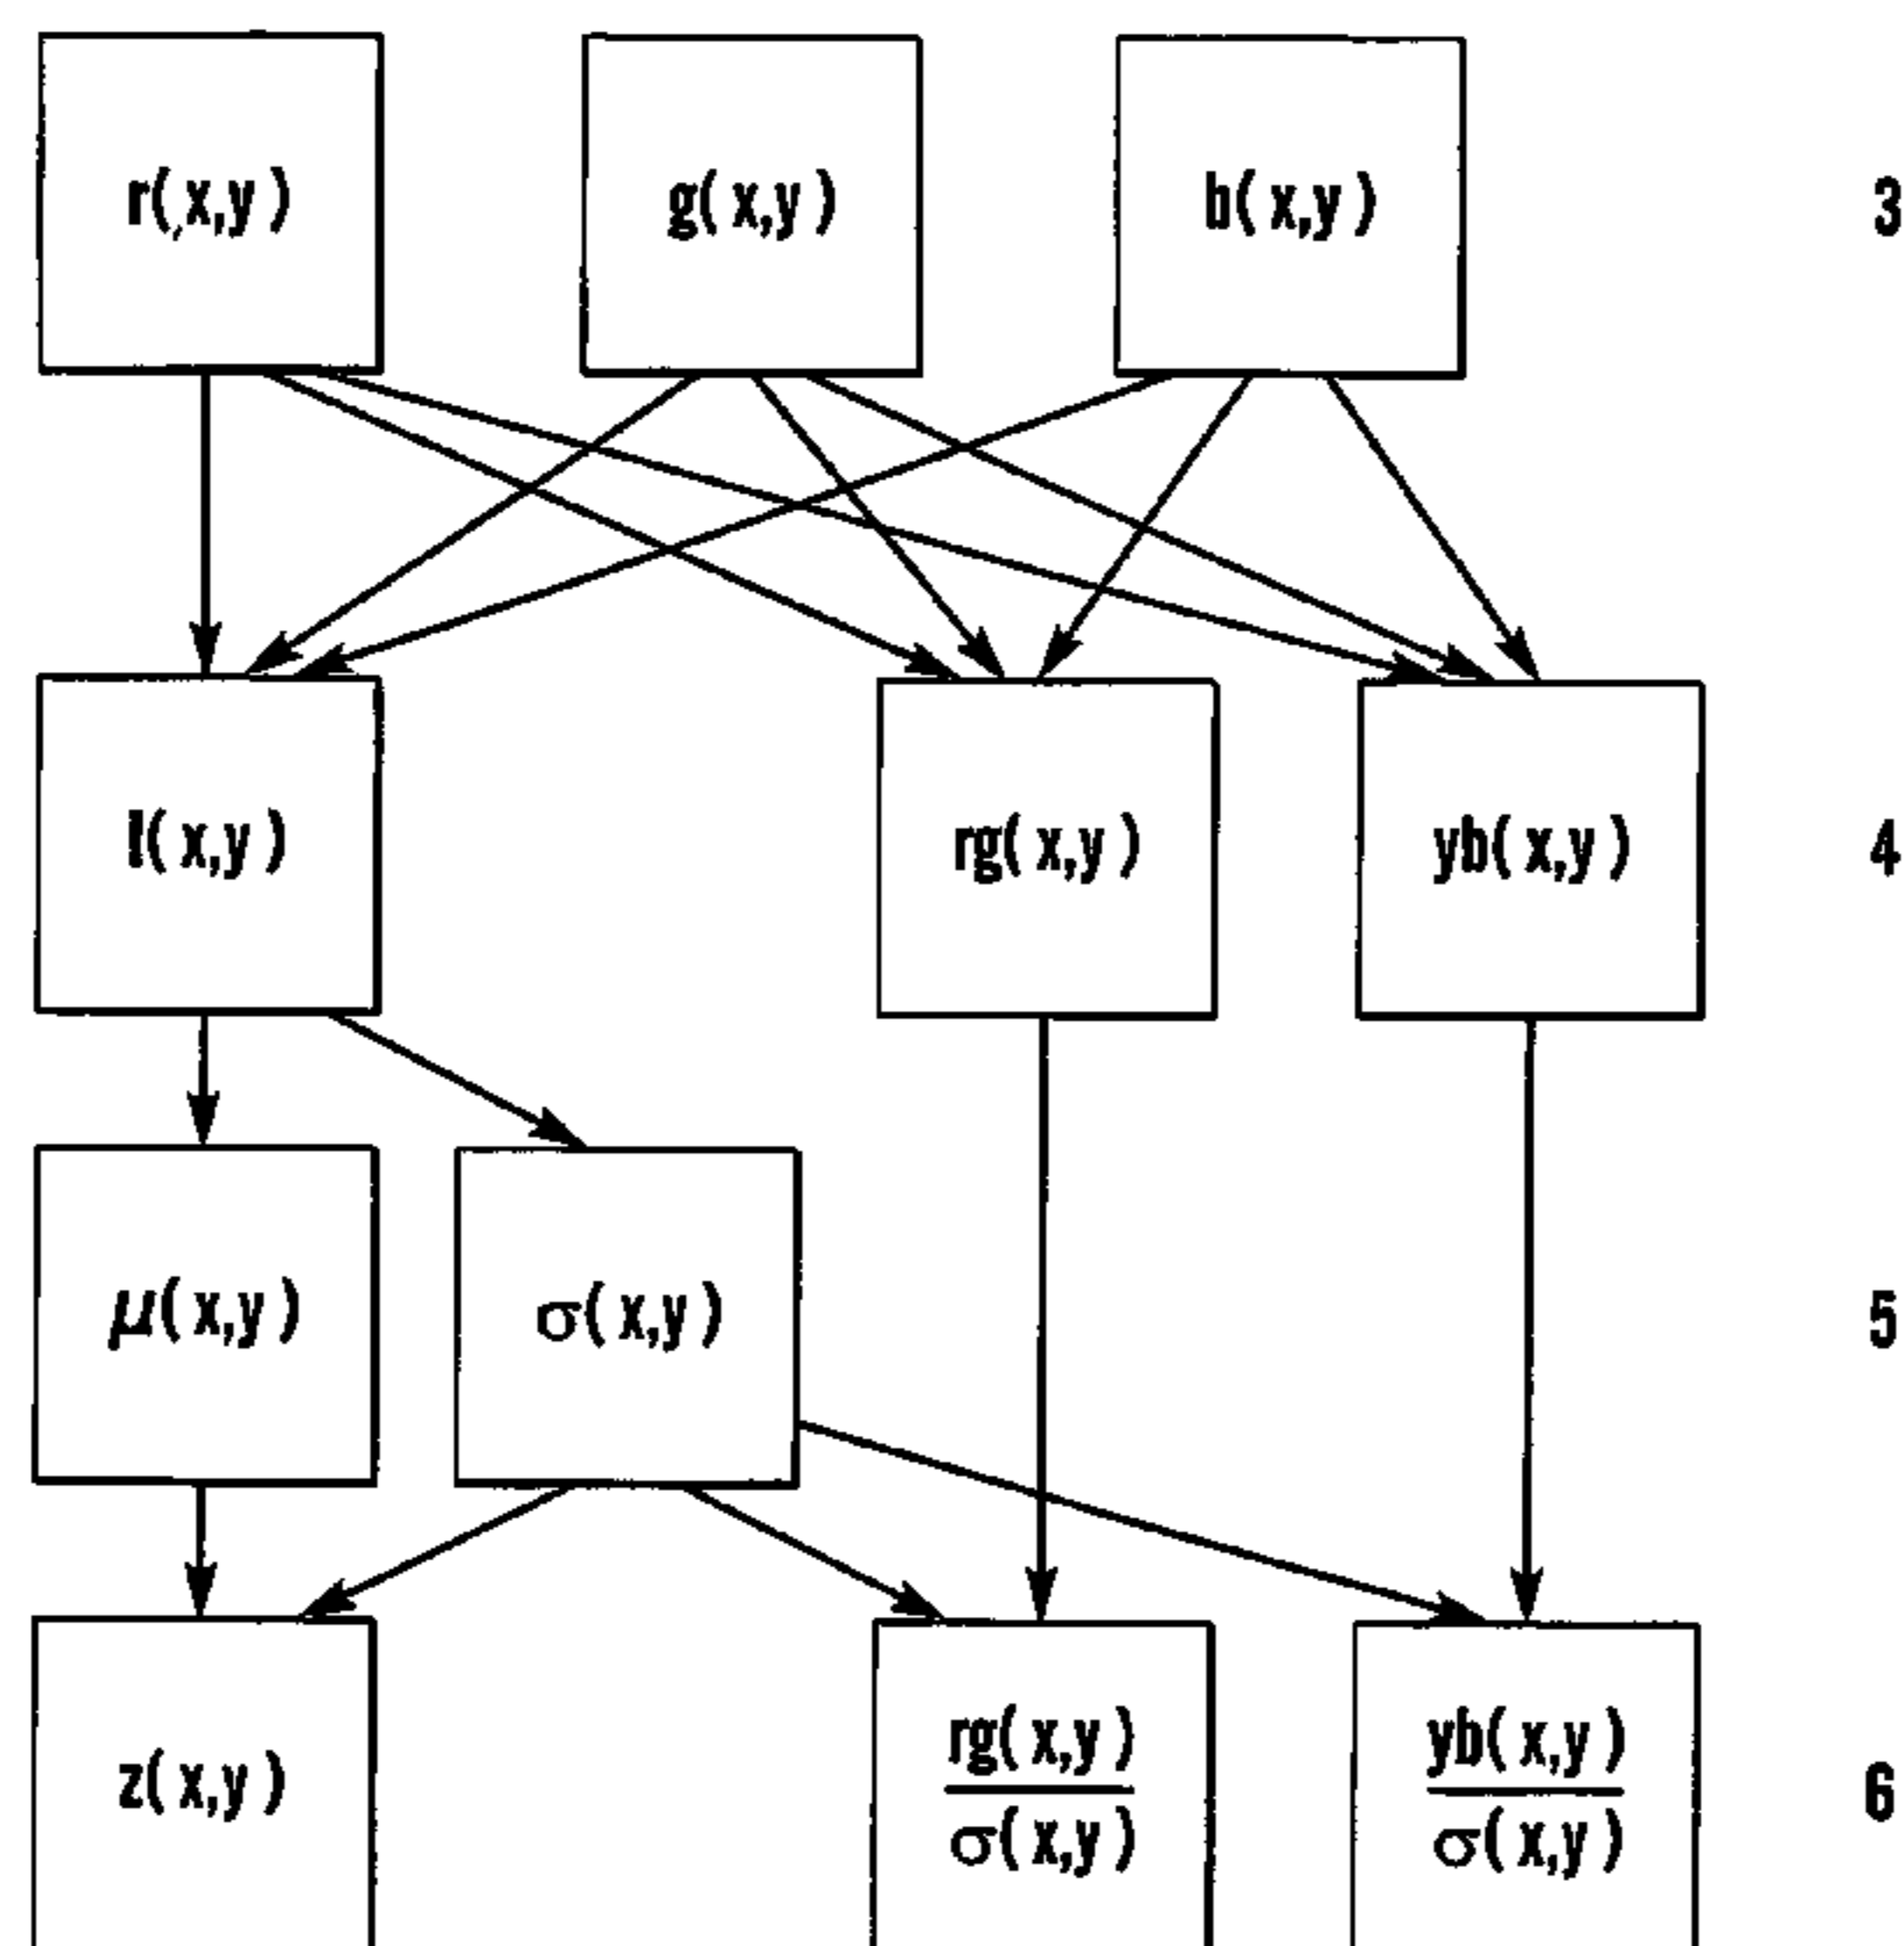 r( x,y )
g( x,y )
b( x,y )
3
l( x,y )
rg( x,y )
yb( x,y )
4
μ( x,y )
σ( x,y )
5
z( x,y )
rg( x,y )
σ( x,y )
yb( x,y )
σ( x,y )
6